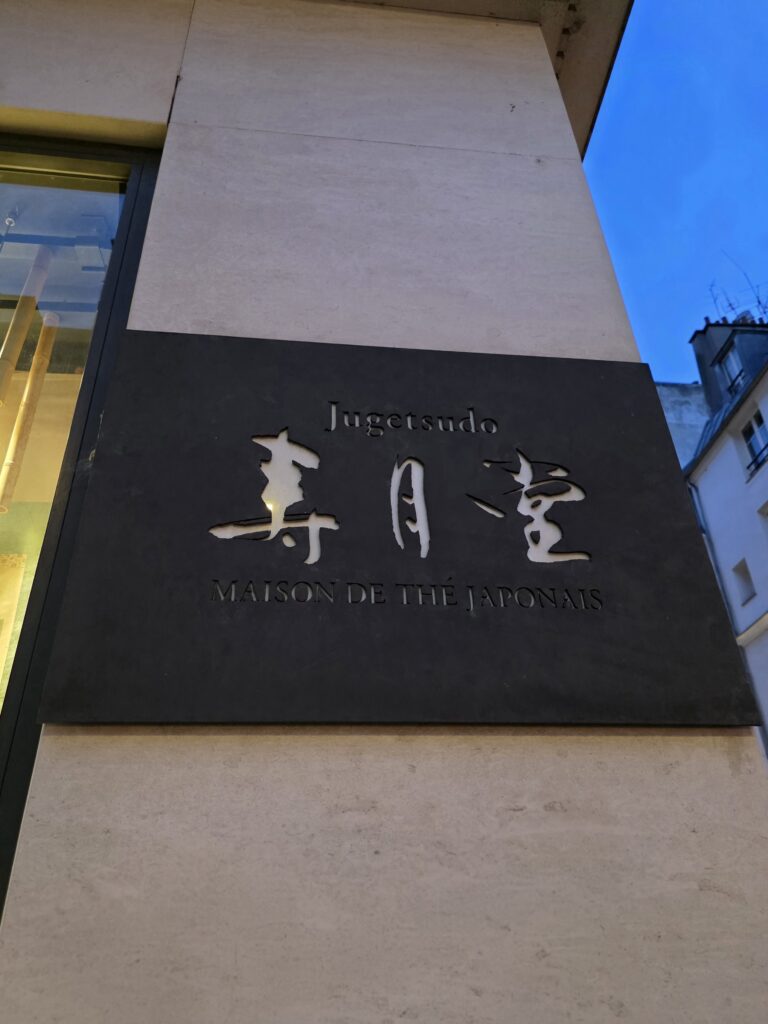 Jugetsudo
寿月堂
MAISON DE THÉ JAPONAIS